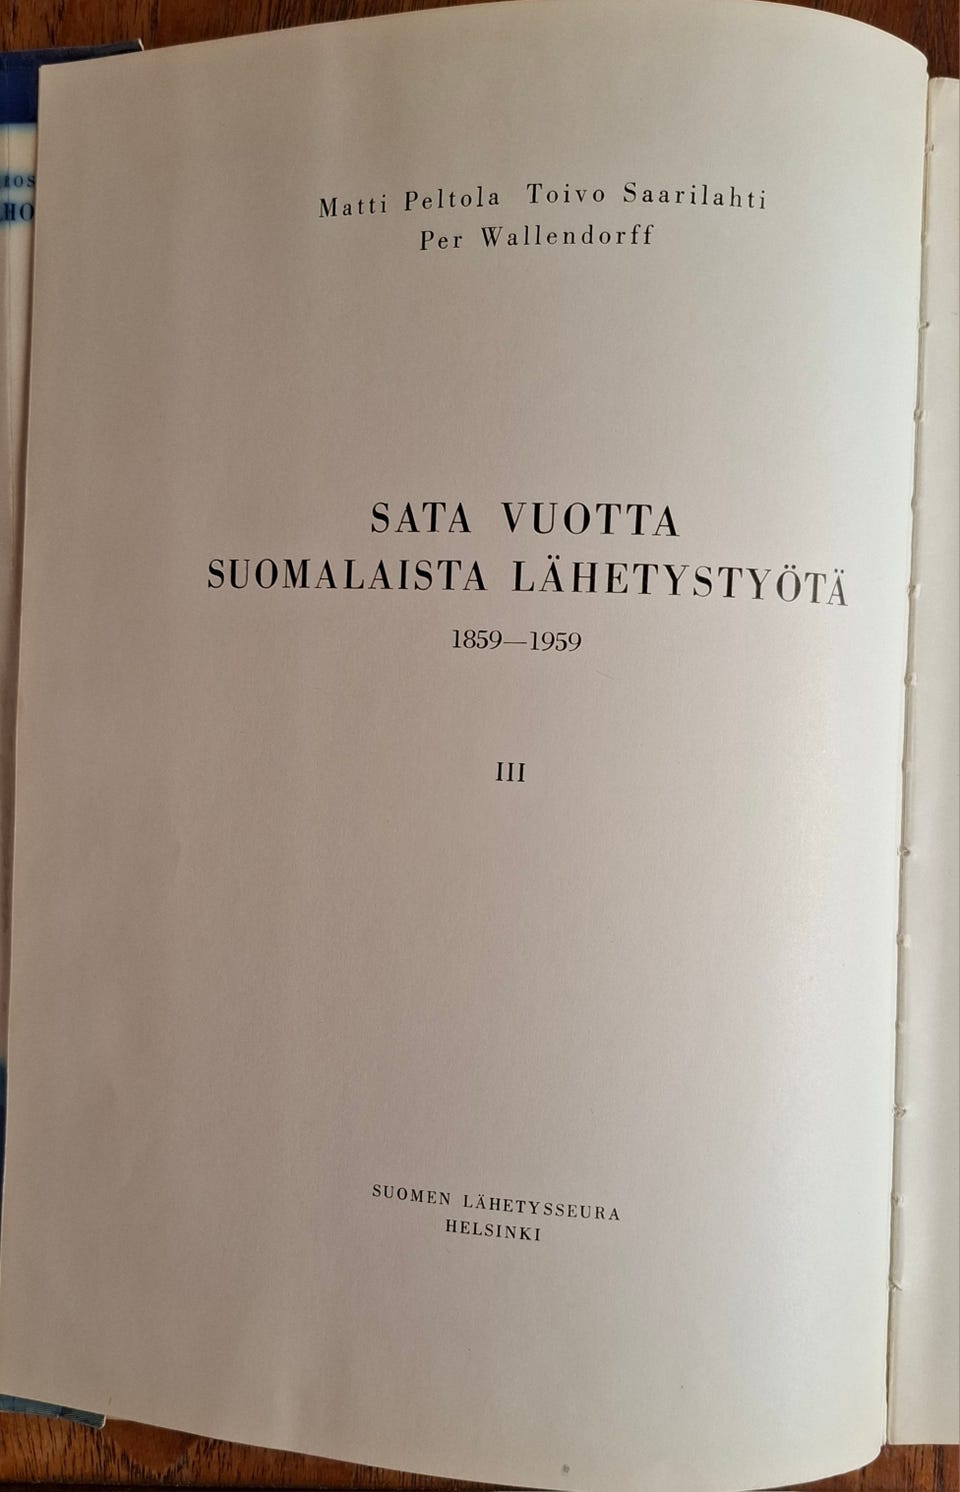 Matti Peltola Toivo Saarilahti
Per Wallendorff
SATA VUOTTA
SUOMALAISTA LÄHETYSTYÖTÄ
1859—1959
III
SUOMEN LÄHETYSSEURA
HELSINKI